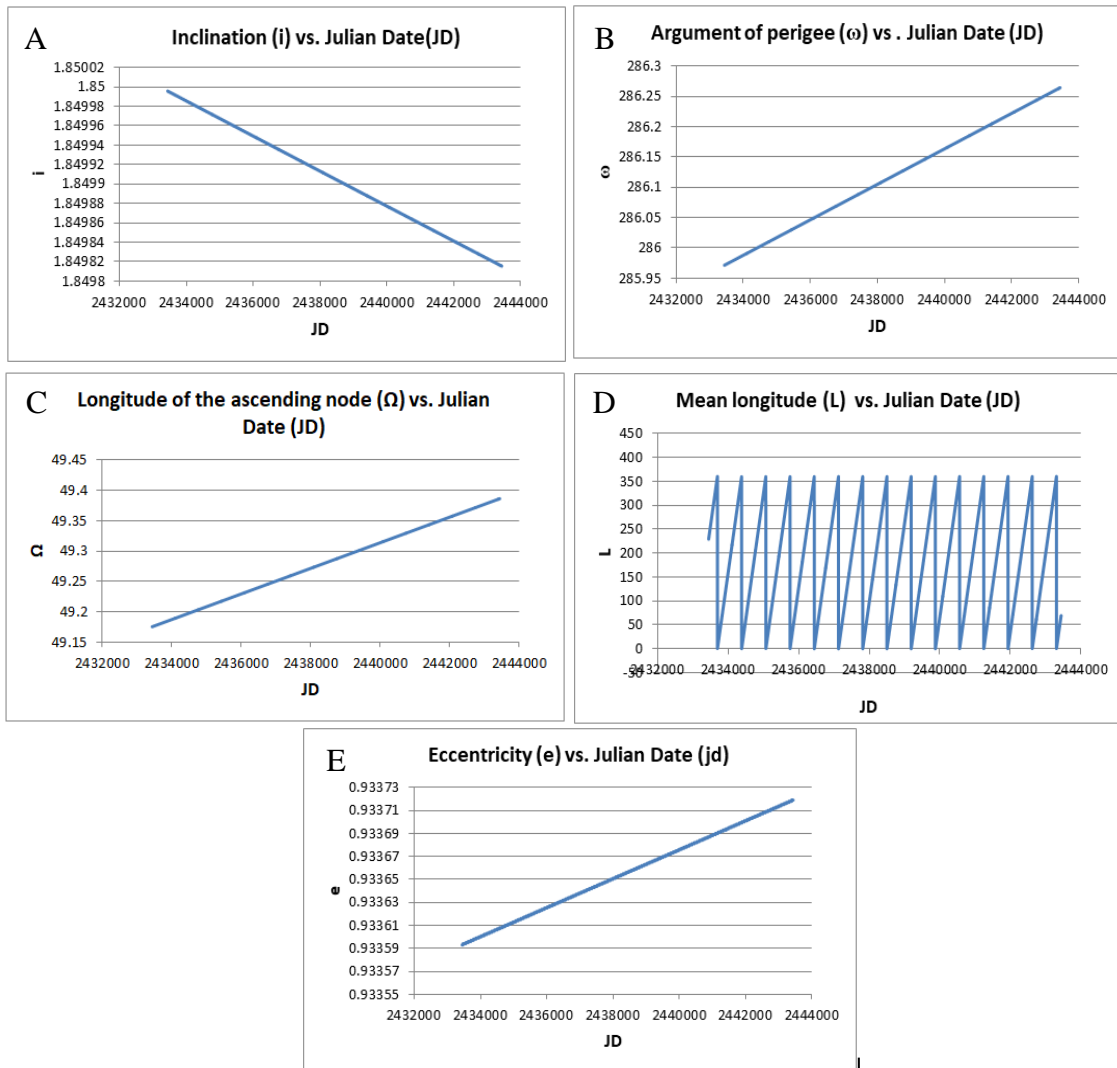 A
Inclination (i) vs. Julian Date(JD)
1.85002
1.85
1.84998
1.84996
1.84994
1.84992
1.8499
1.84988
1.84986
1.84984
1.84982
1.8498
i
2432000 2434000 2436000 2438000 2440000 2442000 2444000
JD
B
Argument of perigee (ω) vs . Julian Date (JD)
286.3
286.25
286.2
286.15
286.1
286.05
286
285.95
ω
2432000 2434000 2436000 2438000 2440000 2442000 2444000
JD
C
Longitude of the ascending node (Ω) vs. Julian
Date (JD)
49.45
49.4
49.35
49.3
49.25
49.2
49.15
Ω
2432000 2434000 2436000 2438000 2440000 2442000 2444000
JD
D
Mean longitude (L) vs. Julian Date (JD)
450
400
350
300
250
200
150
100
50
0
-50
L
2432000 2434000 2436000 2438000 2440000 2442000 2444000
JD
E
Eccentricity (e) vs. Julian Date (jd)
0.93373
0.93371
0.93369
0.93367
0.93365
0.93363
0.93361
0.93359
0.93357
0.93355
e
2432000 2434000 2436000 2438000 2440000 2442000 2444000
JD